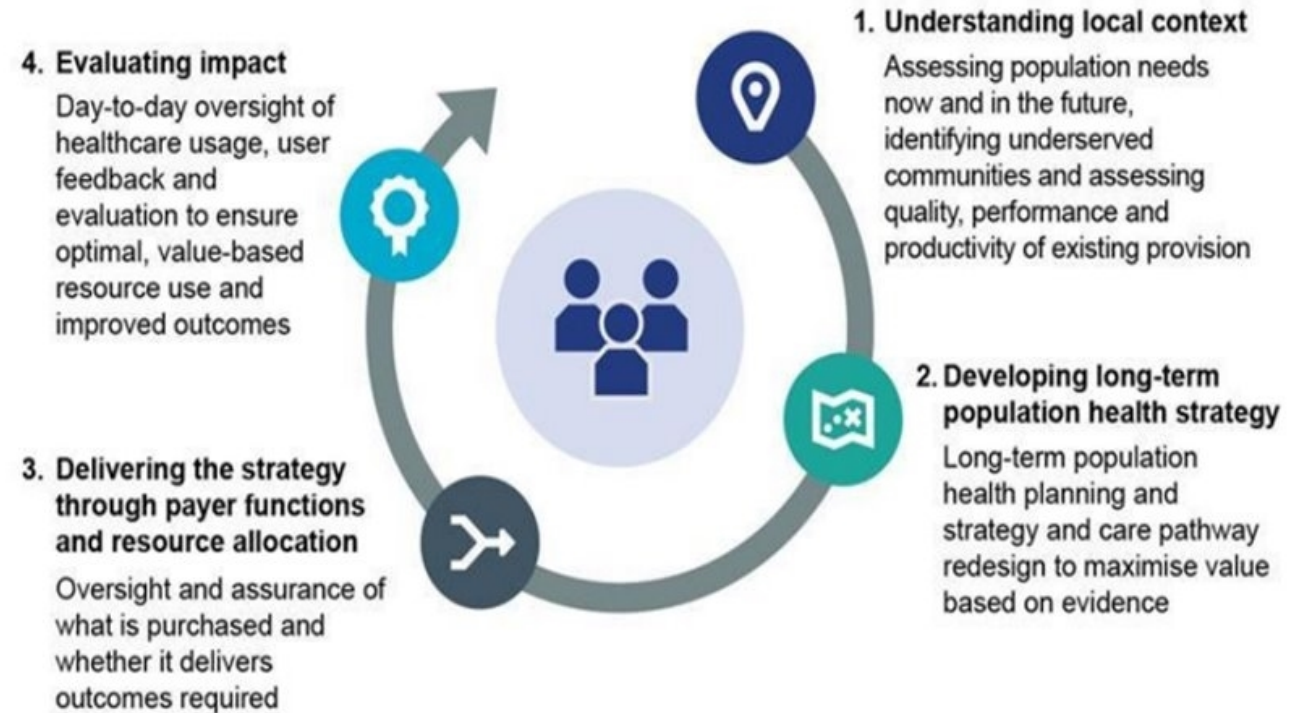 1. Understanding local context
Assessing population needs
now and in the future,
identifying underserved
communities and assessing
quality, performance and
productivity of existing provision
2. Developing long-term
population health strategy
Long-term population
health planning and
strategy and care pathway
redesign to maximise value
based on evidence
3. Delivering the strategy
through payer functions
and resource allocation
Oversight and assurance of
what is purchased and
whether it delivers
outcomes required
4. Evaluating impact
Day-to-day oversight of
healthcare usage, user
feedback and
evaluation to ensure
optimal, value-based
resource use and
improved outcomes